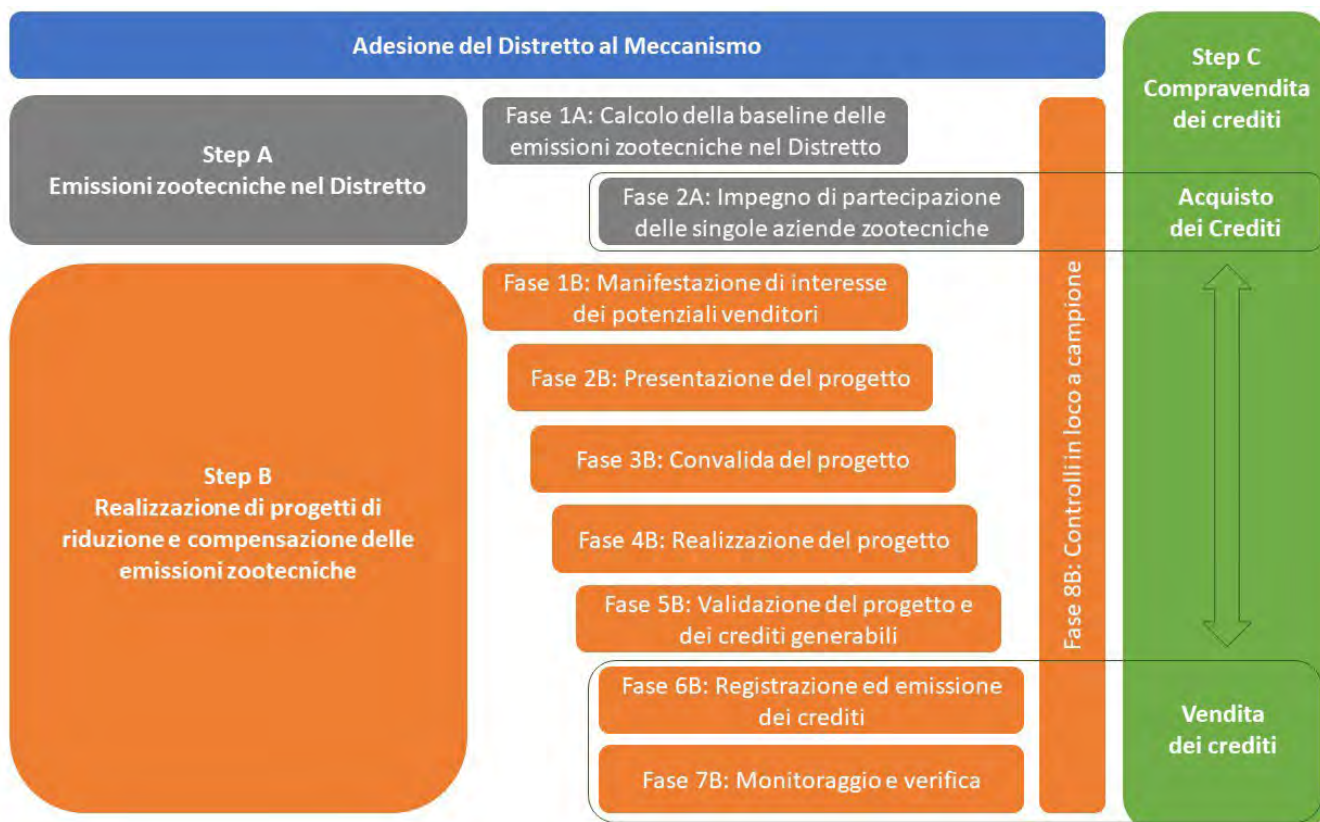 Adesione del Distretto al Meccanismo
Step A
Emissioni zootecniche nel Distretto
Fase 1A: Calcolo della baseline delle
emissioni zootecniche nel Distretto
Fase 2A: Impegno di partecipazione
delle singole aziende zootecniche
Step B
Realizzazione di progetti di
riduzione e compensazione delle
emissioni zootecniche
Fase 1B: Manifestazione di interesse
dei potenziali venditori
Fase 2B: Presentazione del progetto
Fase 3B: Convalida del progetto
Fase 4B: Realizzazione del progetto
Fase 5B: Validazione del progetto e
dei crediti generabili
Fase 6B: Registrazione ed emissione
dei crediti
Fase 7B: Monitoraggio e verifica
Fase 8B: Controlli in loco a campione
Step C
Compravendita
dei crediti
Acquisto
dei Crediti
Vendita
dei crediti